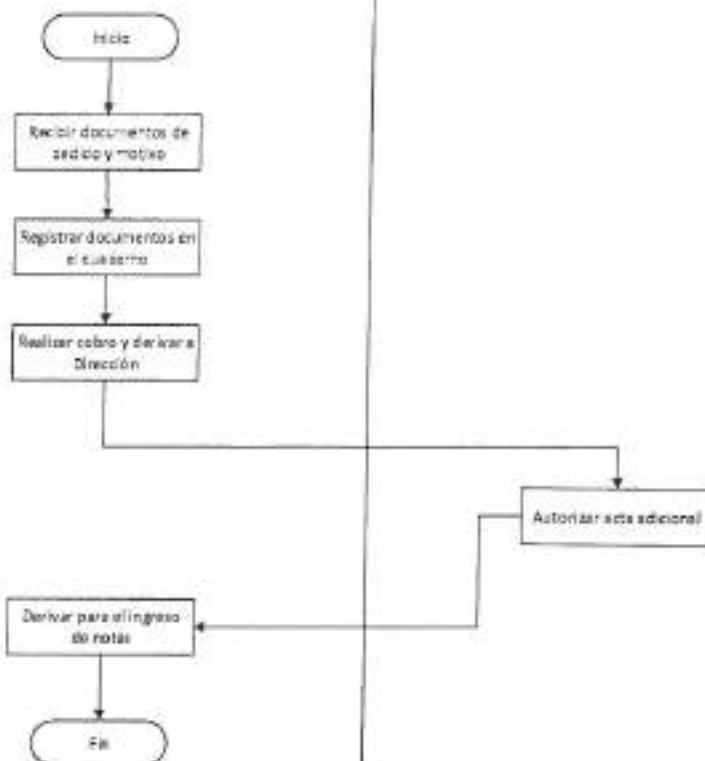 Inicio
Recibir documentos de
pedido y motivo
Registrar documentos en
el cuaderno
Realizar cobro y derivar a
Dirección
Autorizar acta adicional
Derivar para el ingreso
de notas
Fin